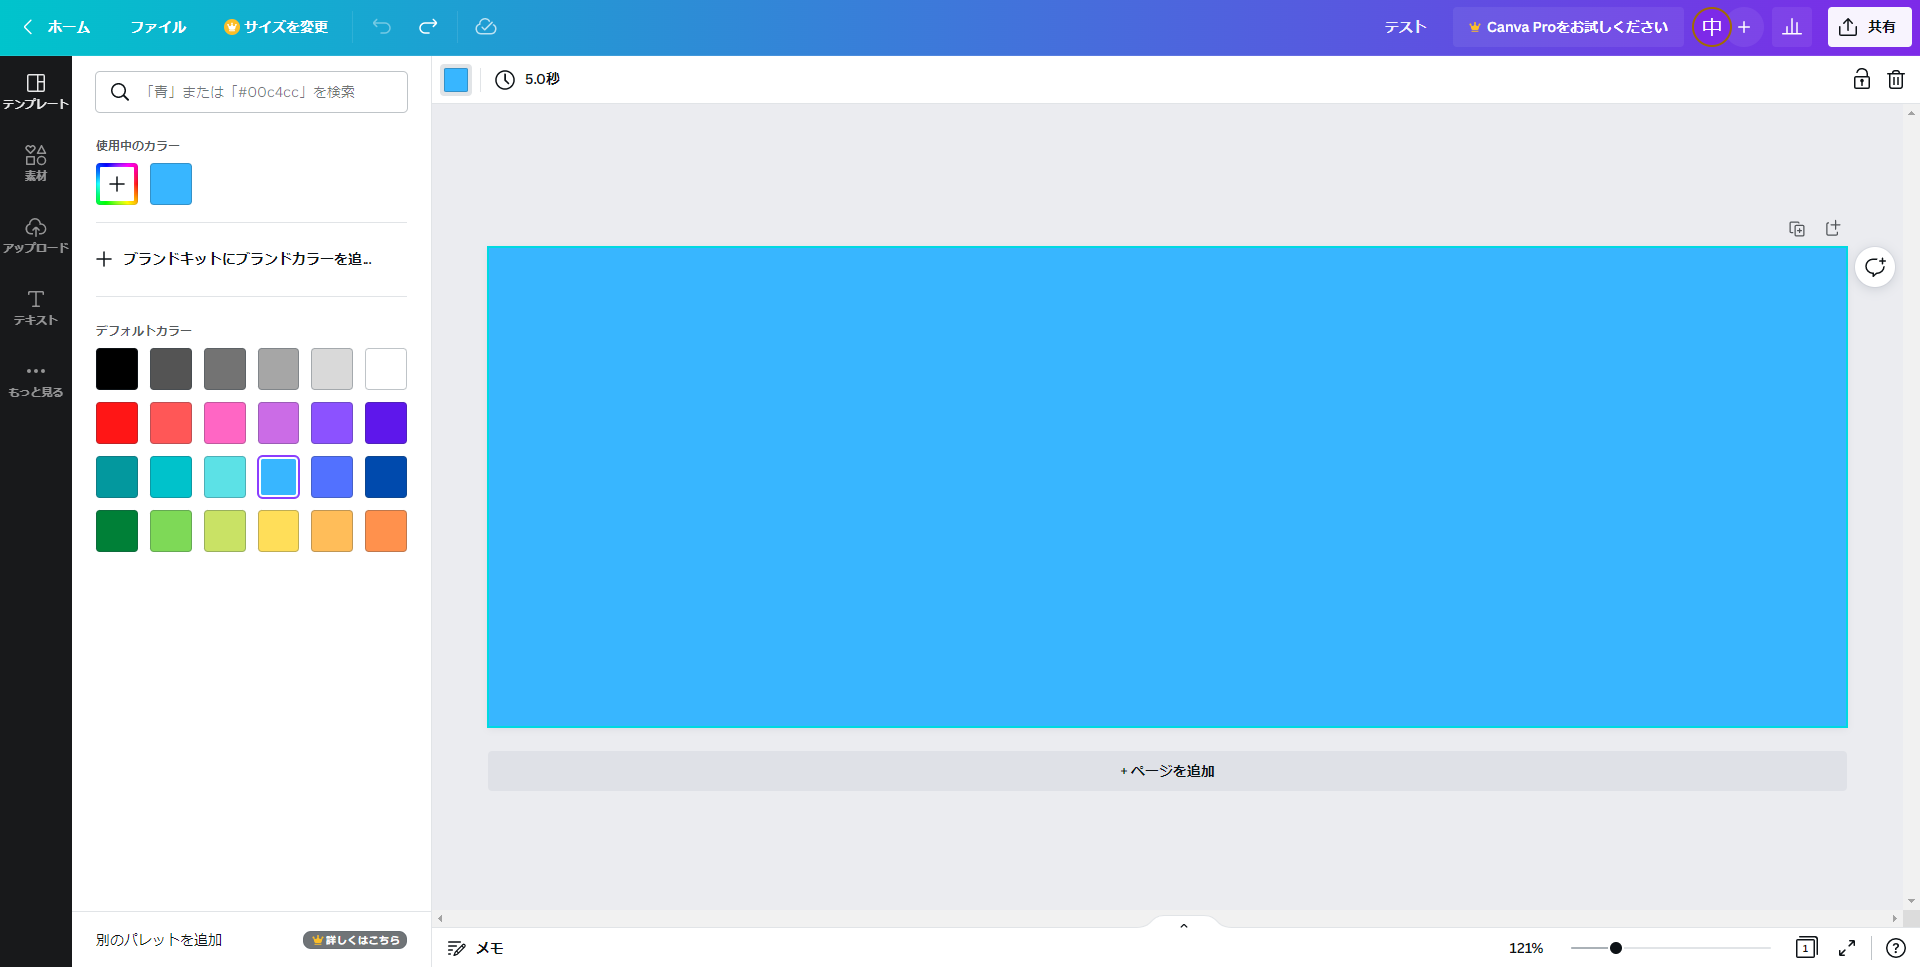 ホーム ファイル サイズを変更 テスト Canva Proをお試しください 中 + 共有
テンプレート
素材
アップロード
テキスト
もっと見る
「青」または「#00c4cc」を検索
使用中のカラー
ブランドキットにブランドカラーを追...
デフォルトカラー
別のパレットを追加 詳しくはこちら
5.0秒
+ ページを追加
メモ 121% 1 ?